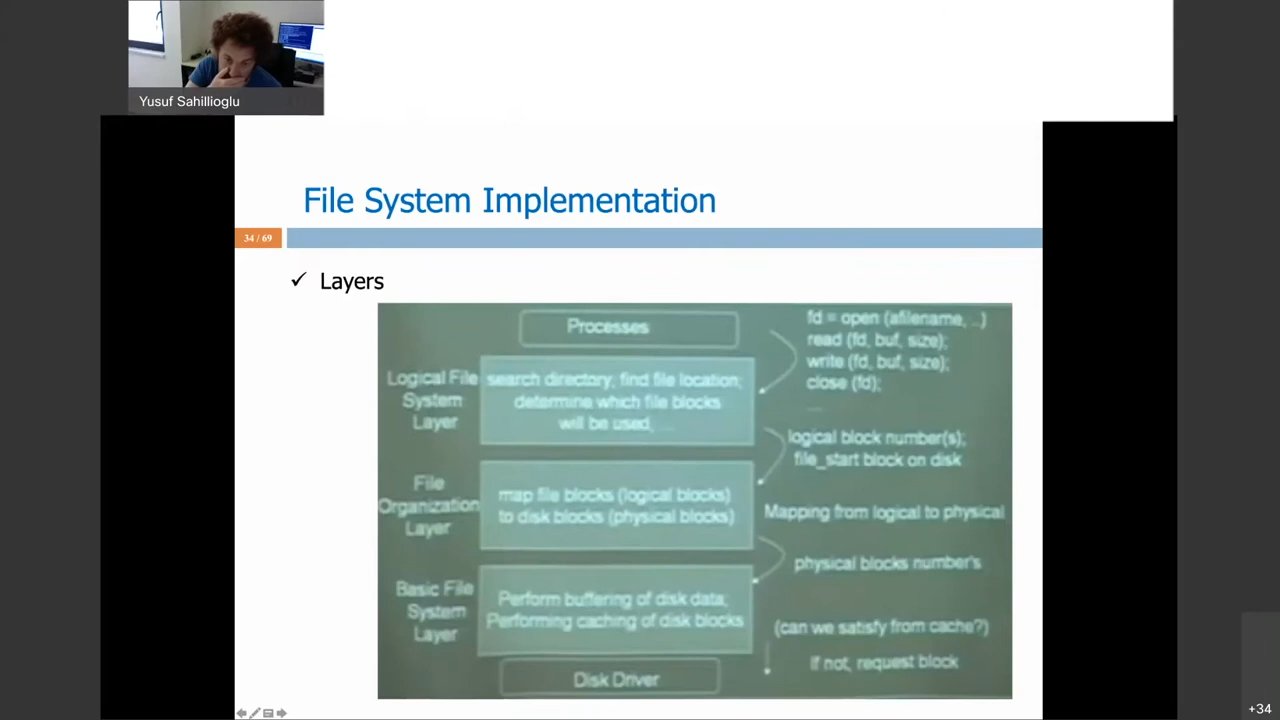 Yusuf Sahillioglu
File System Implementation
34 / 69
✓ Layers
Processes
fd = open (afilename, ..)
read (fd, buf, size);
write (fd, buf, size);
close (fd);
....
Logical File
System
Layer
search directory; find file location;
determine which file blocks
will be used, ...
logical block number(s);
file_start block on disk
File
Organization
Layer
map file blocks (logical blocks)
to disk blocks (physical blocks)
Mapping from logical to physical
physical blocks number's
Basic File
System
Layer
Perform buffering of disk data,
Performing caching of disk blocks
(can we satisfy from cache?)
If not, request block
Disk Driver
+34